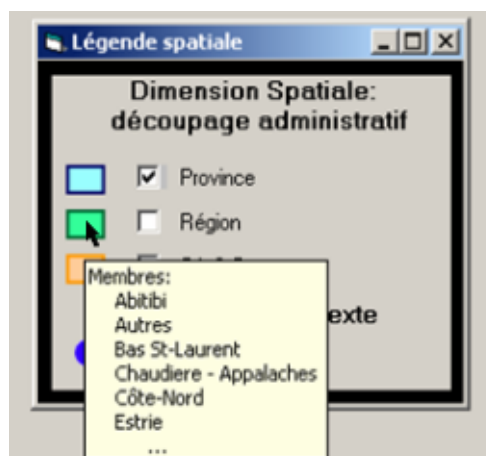 Légende spatiale
Dimension Spatiale:
découpage administratif
Province
Région
exte
Membres:
Abitibi
Autres
Bas St-Laurent
Chaudiere - Appalaches
Côte-Nord
Estrie
...